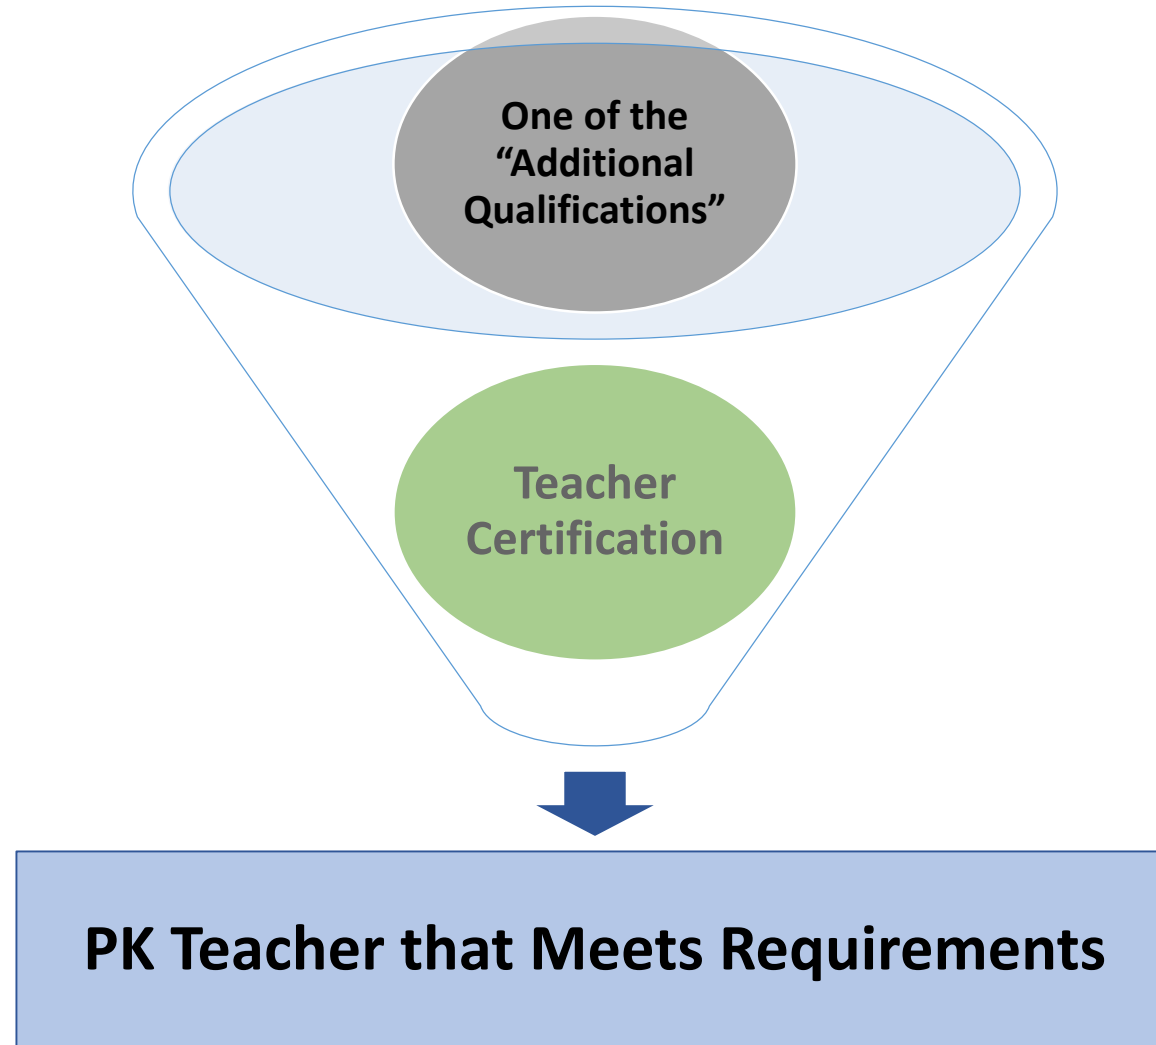 One of the
“Additional
Qualifications”
Teacher
Certification
PK Teacher that Meets Requirements